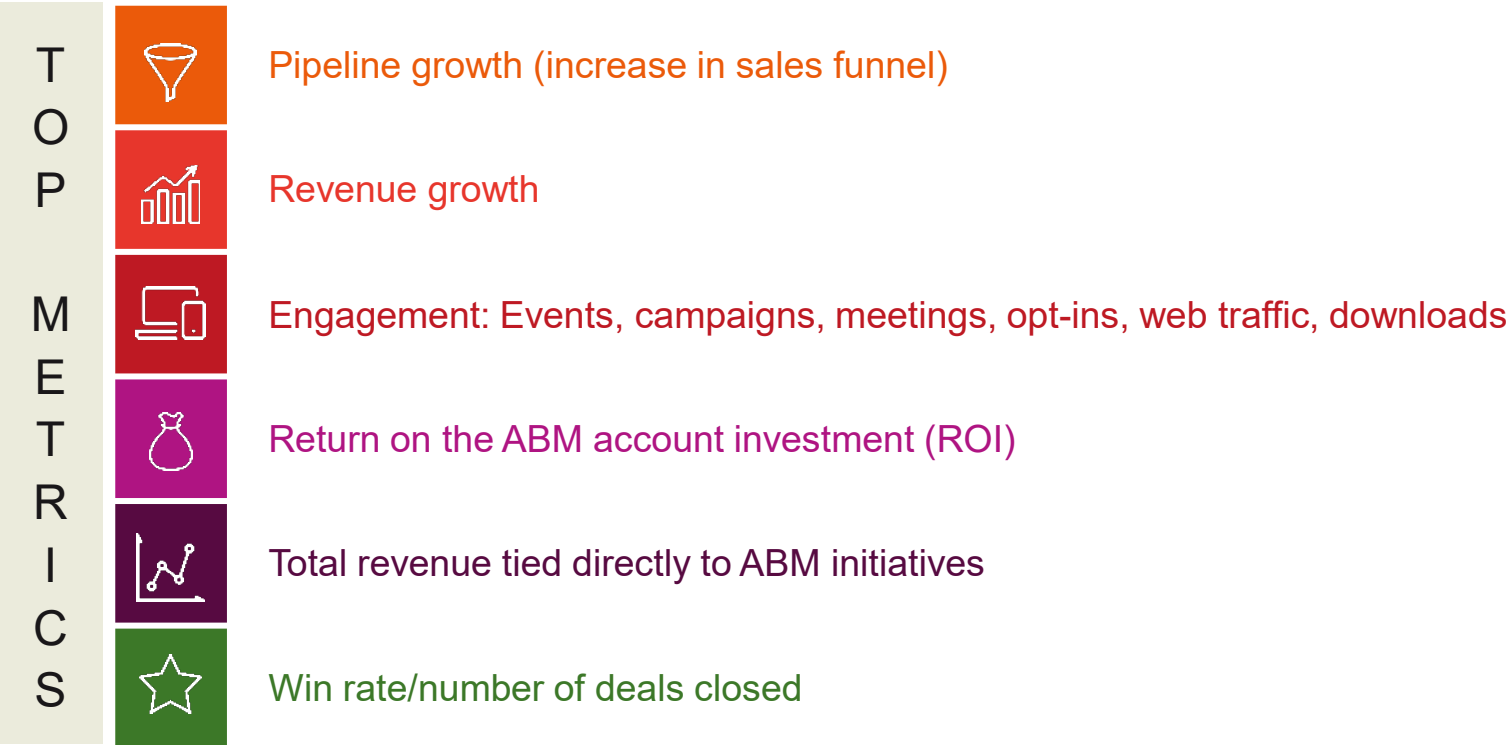 TOP METRICS
Pipeline growth (increase in sales funnel)
Revenue growth
Engagement: Events, campaigns, meetings, opt-ins, web traffic, downloads
Return on the ABM account investment (ROI)
Total revenue tied directly to ABM initiatives
Win rate/number of deals closed